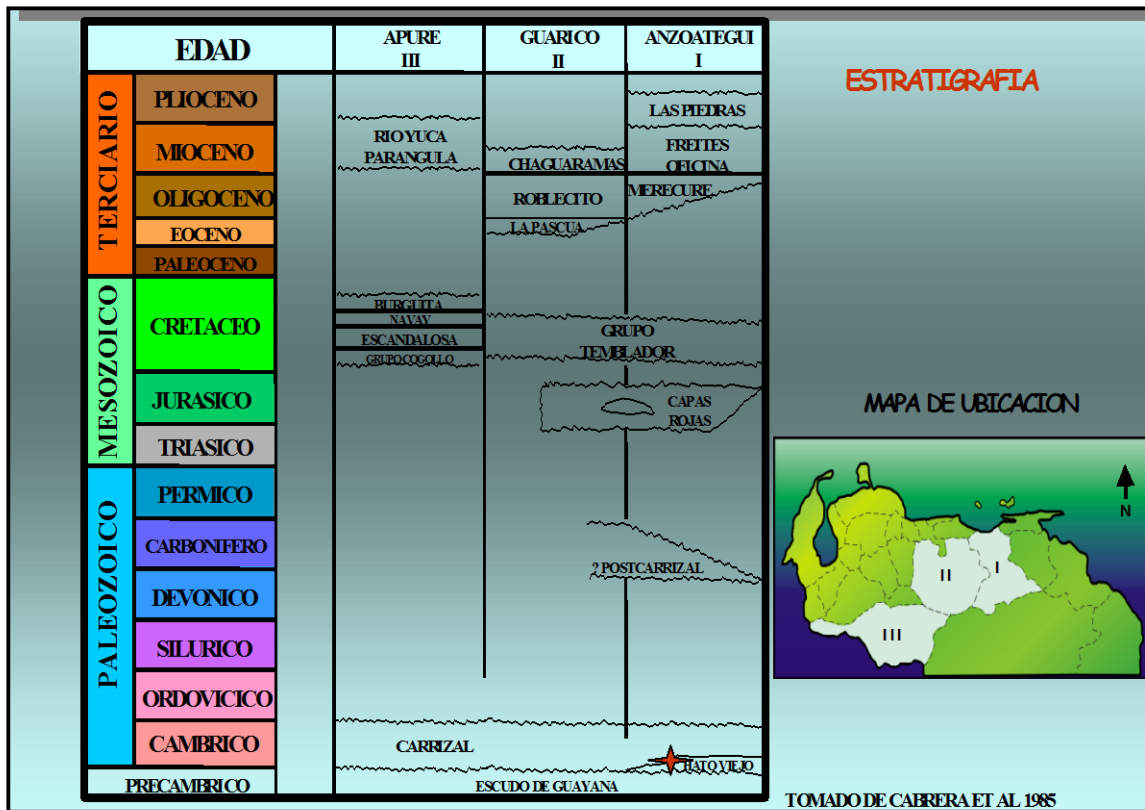 EDAD
APURE
III
GUARICO
II
ANZOATEGUI
I
ESTRATIGRAFIA
TERCIARIO
PLIOCENO
MIOCENO
OLIGOCENO
EOCENO
PALEOCENO
MESOZOICO
CRETACEO
JURASICO
TRIASICO
PALEOZOICO
PERMICO
CARBONIFERO
DEVONICO
SILURICO
ORDOVICICO
CAMBRICO
PRECAMBRICO
RIO YUCA
PARANGULA
BURGUITA
NAVAY
ESCANDALOSA
GRUPO COGOLLO
CHAGUARAMAS
ROBLECITO
LA PASCUA
LAS PIEDRAS
FREITES
OFICINA
MERECURE
GRUPO
TEMBLADOR
CAPAS
ROJAS
? POSTCARRIZAL
CARRIZAL
HATO VIEJO
ESCUDO DE GUAYANA
MAPA DE UBICACION
N
I
II
III
TOMADO DE CABRERA ET AL 1985